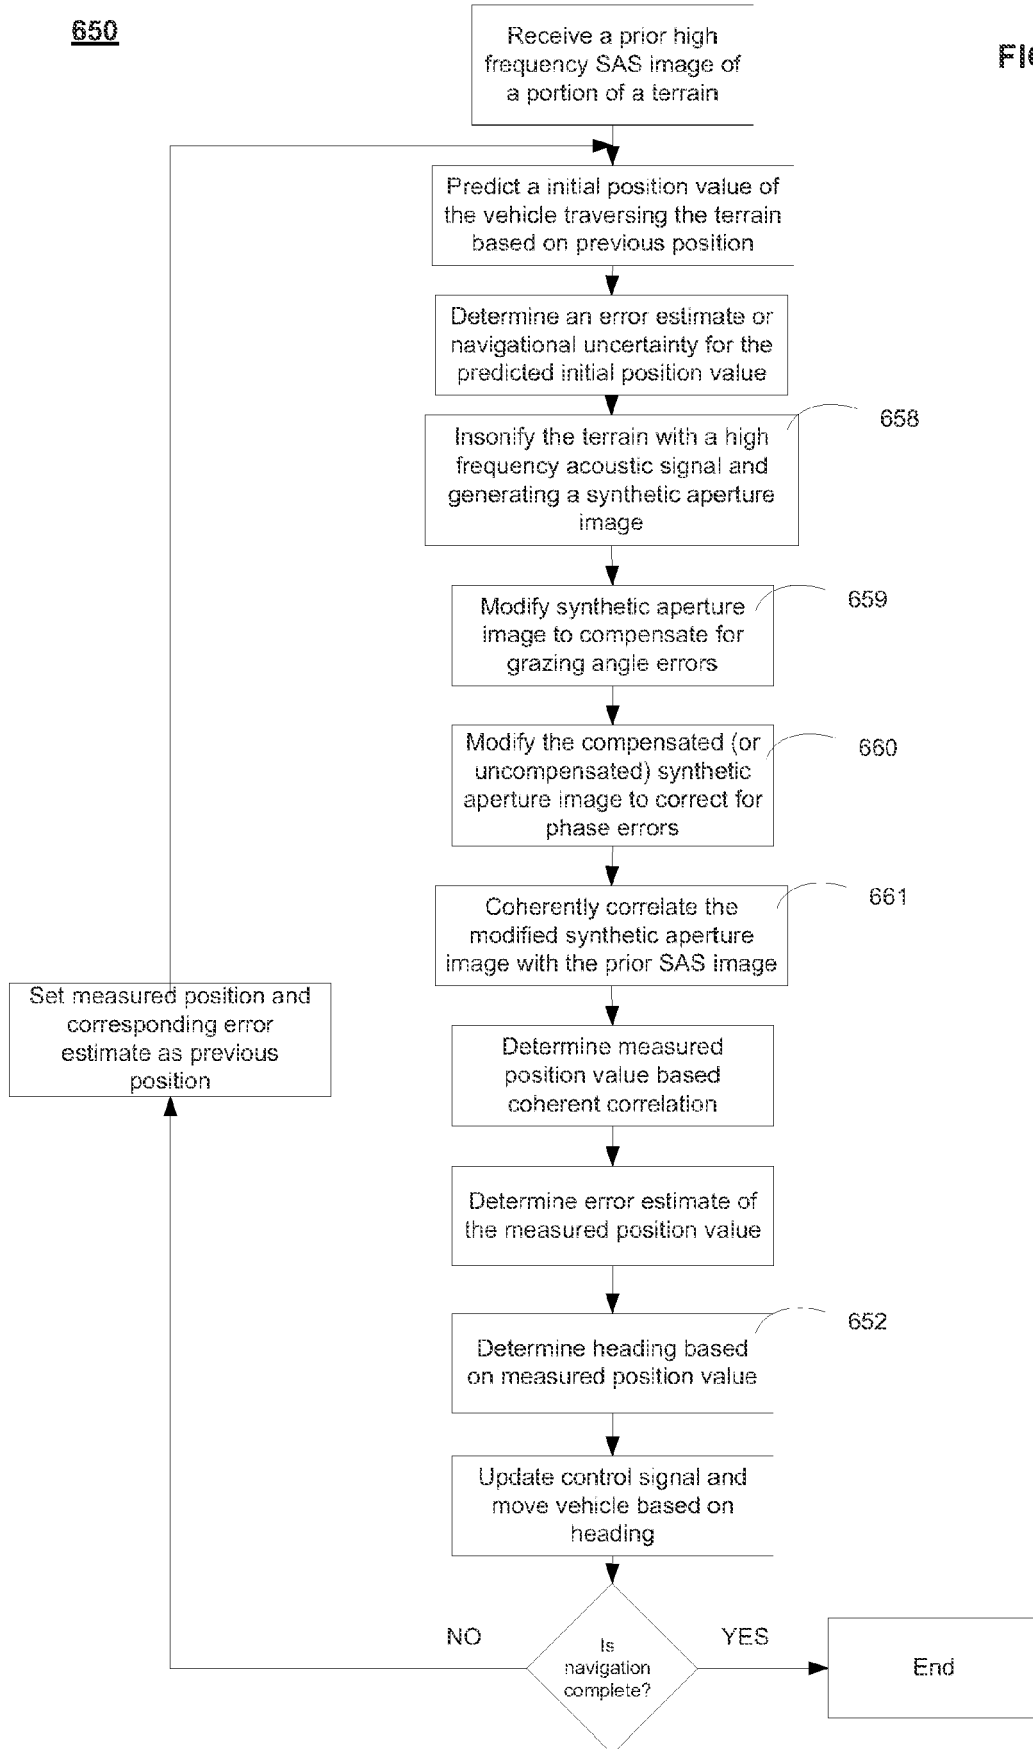 650
FI
Receive a prior high
frequency SAS image of
a portion of a terrain
Predict a initial position value of
the vehicle traversing the terrain
based on previous position
Determine an error estimate or
navigational uncertainty for the
predicted initial position value
658
Insonify the terrain with a high
frequency acoustic signal and
generating a synthetic aperture
image
659
Modify synthetic aperture
image to compensate for
grazing angle errors
660
Modify the compensated (or
uncompensated) synthetic
aperture image to correct for
phase errors
661
Coherently correlate the
modified synthetic aperture
image with the prior SAS image
Set measured position and
corresponding error
estimate as previous
position
Determine measured
position value based
coherent correlation
Determine error estimate of
the measured position value
652
Determine heading based
on measured position value
Update control signal and
move vehicle based on
heading
NO
Is
navigation
complete?
YES
End